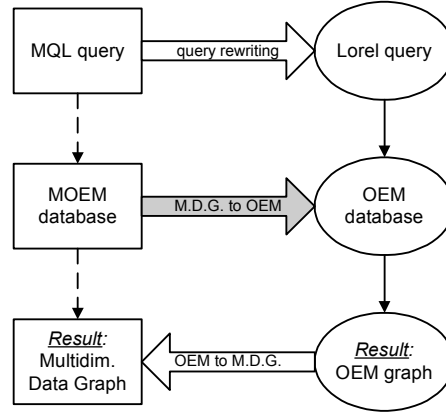 MQL query
query rewriting
Lorel query
MOEM
database
M.D.G. to OEM
OEM
database
Result:
Multidim.
Data Graph
OEM to M.D.G.
Result:
OEM graph